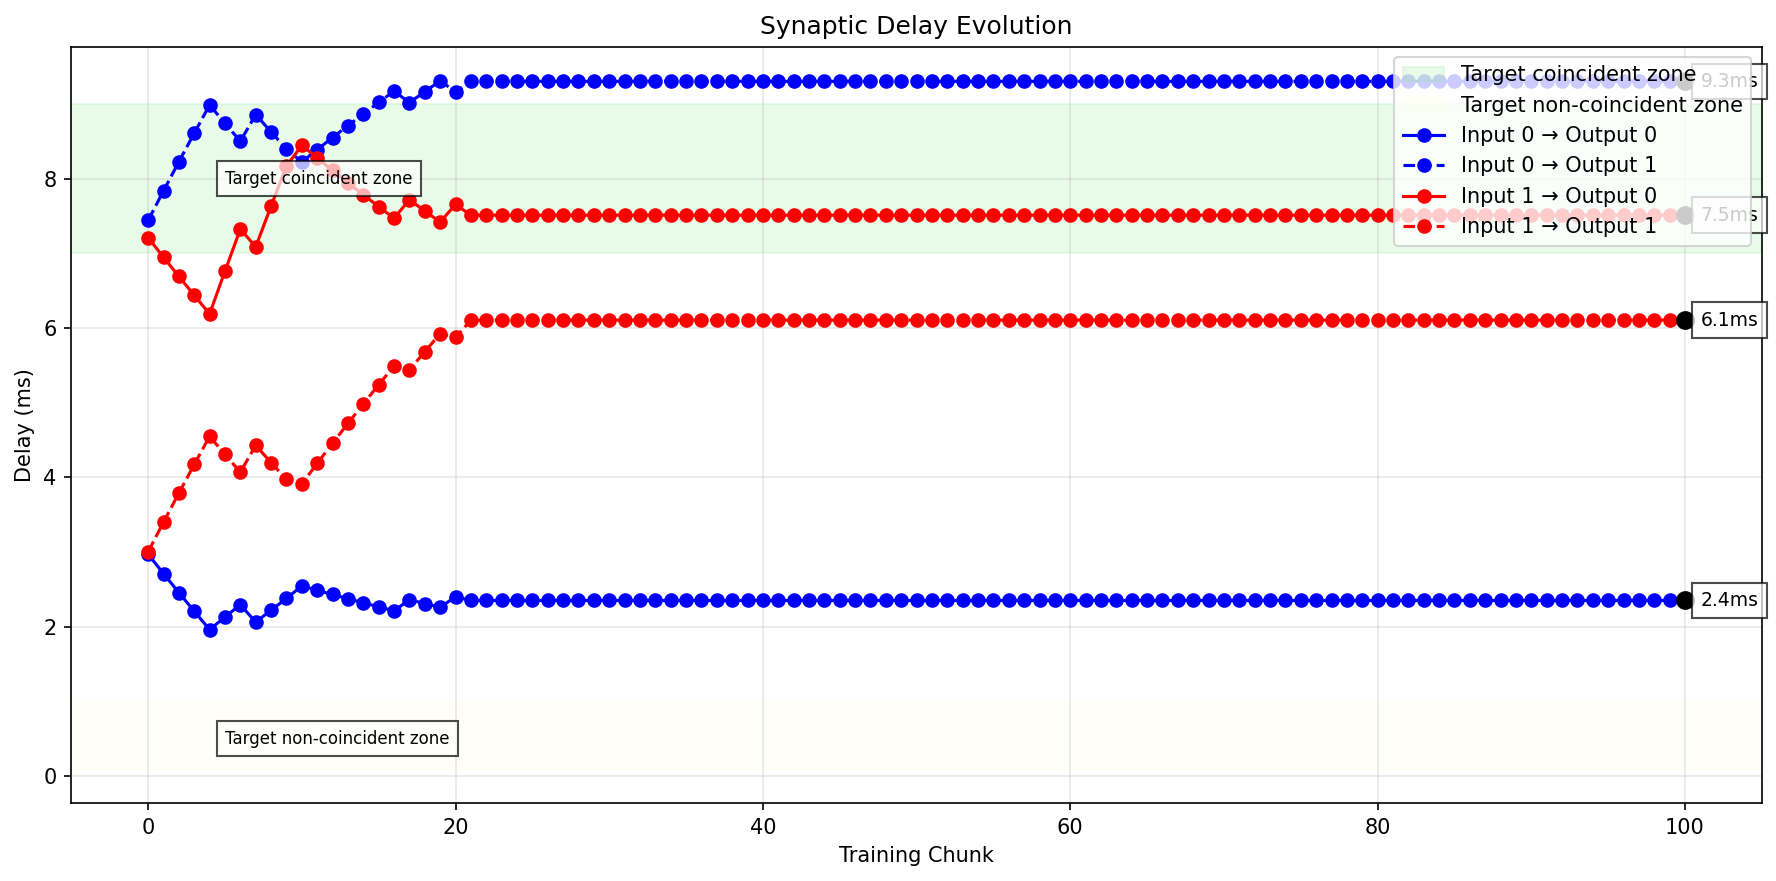 Synaptic Delay Evolution
Target coincident zone
Target non-coincident zone
Input 0 → Output 0
Input 0 → Output 1
Input 1 → Output 0
Input 1 → Output 1
9.3ms
7.5ms
6.1ms
2.4ms
Target coincident zone
Target non-coincident zone
Delay (ms)
8
6
4
2
0
0
20
40
60
80
100
Training Chunk